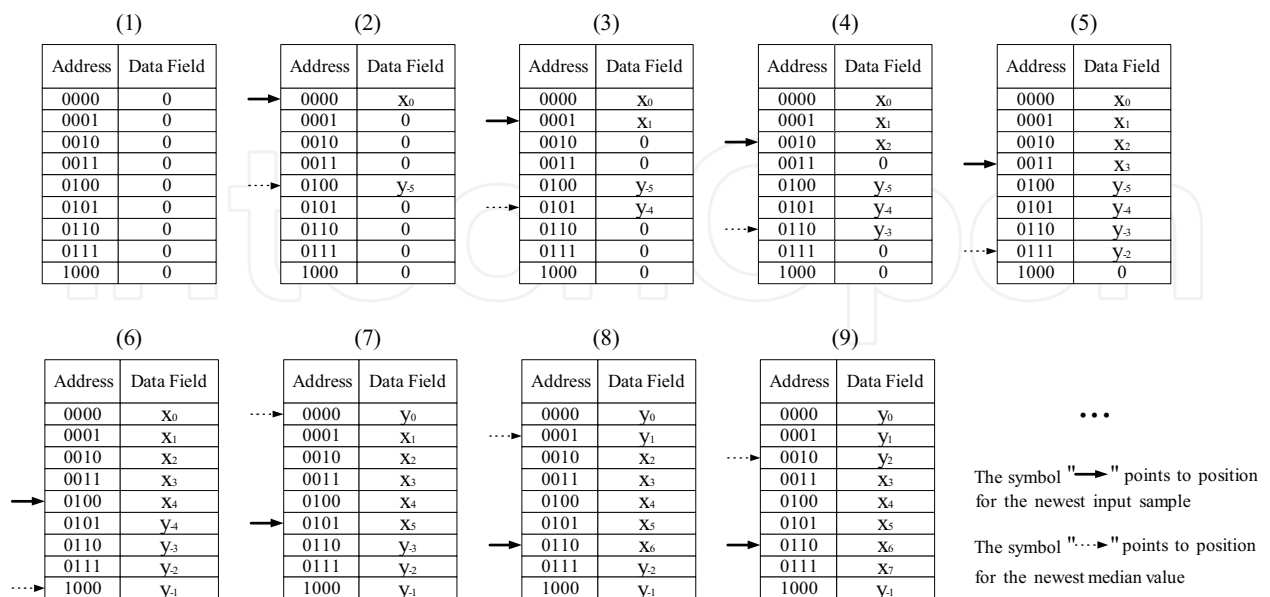 (1) (2) (3) (4) (5)
Address Data Field Address Data Field Address Data Field Address Data Field Address Data Field
0000 0 0000 x₀ 0000 x₀ 0000 x₀ 0000 x₀
0001 0 0001 0 0001 x₁ 0001 x₁ 0001 x₁
0010 0 0010 0 0010 0 0010 x₂ 0010 x₂
0011 0 0011 0 0011 0 0011 0 0011 x₃
0100 0 0100 y₋₅ 0100 y₋₅ 0100 y₋₅ 0100 y₋₅
0101 0 0101 0 0101 y₋₄ 0101 y₋₄ 0101 y₋₄
0110 0 0110 0 0110 0 0110 y₋₃ 0110 y₋₃
0111 0 0111 0 0111 0 0111 0 0111 y₋₂
1000 0 1000 0 1000 0 1000 0 1000 0
(6) (7) (8) (9)
Address Data Field Address Data Field Address Data Field Address Data Field
0000 x₀ 0000 y₀ 0000 y₀ 0000 y₀
0001 x₁ 0001 x₁ 0001 y₁ 0001 y₁
0010 x₂ 0010 x₂ 0010 x₂ 0010 y₂
0011 x₃ 0011 x₃ 0011 x₃ 0011 x₃
0100 x₄ 0100 x₄ 0100 x₄ 0100 x₄
0101 y₋₄ 0101 x₅ 0101 x₅ 0101 x₅
0110 y₋₃ 0110 y₋₃ 0110 x₆ 0110 x₆
0111 y₋₂ 0111 y₋₂ 0111 y₋₂ 0111 x₇
1000 y₋₁ 1000 y₋₁ 1000 y₋₁ 1000 y₋₁
...
The symbol "→" points to position
for the newest input sample
The symbol "····►" points to position
for the newest median value
intechopen